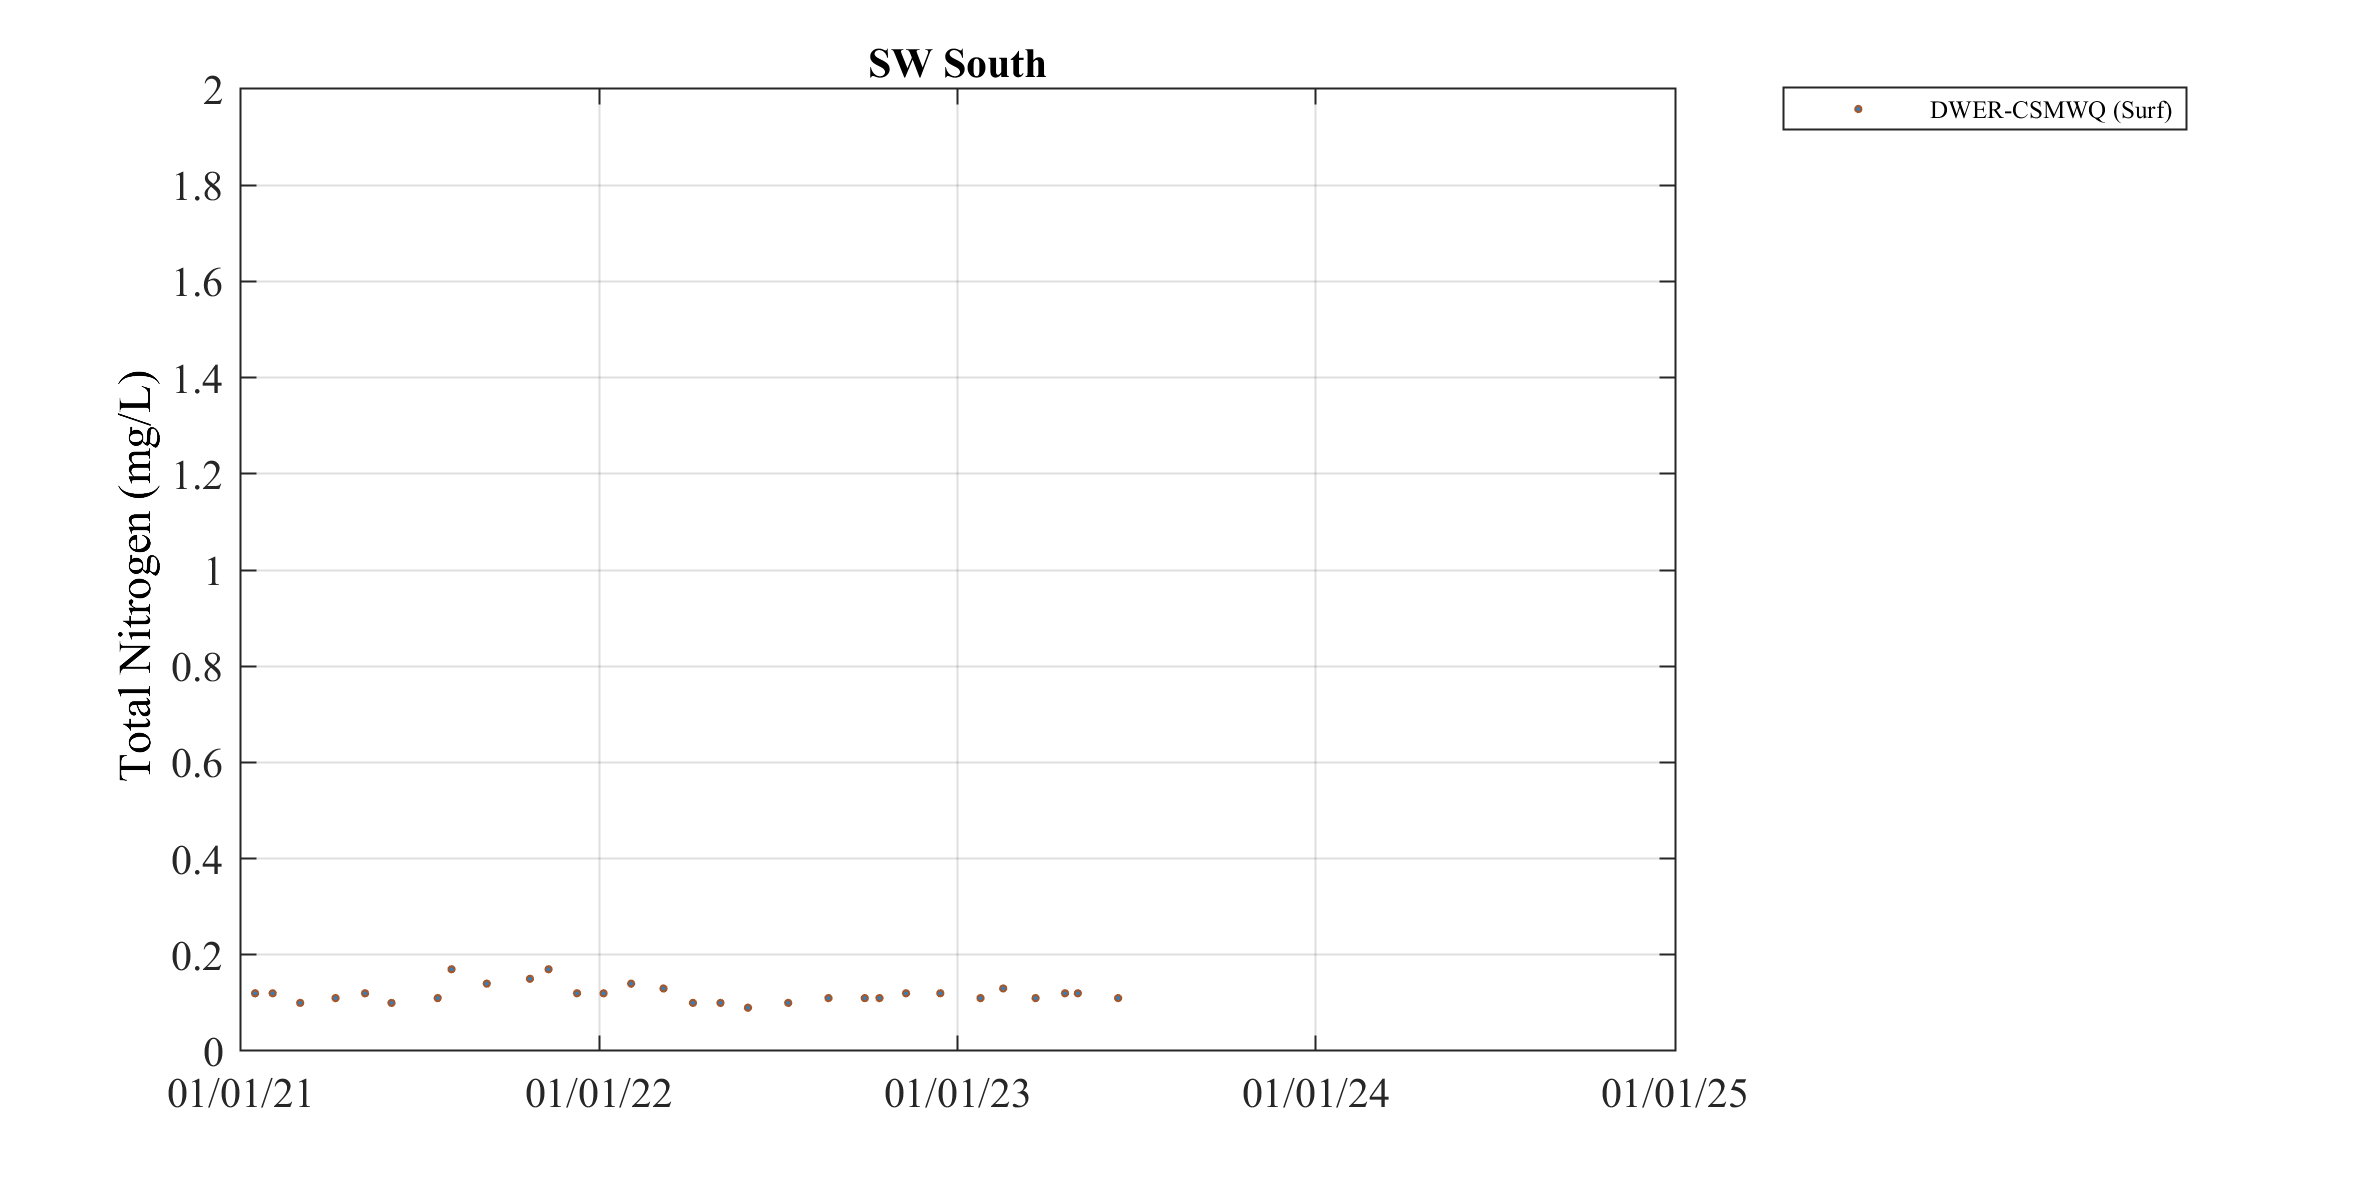 SW South
DWER-CSMWQ (Surf)
Total Nitrogen (mg/L)
2
1.8
1.6
1.4
1.2
1
0.8
0.6
0.4
0.2
0
01/01/21 01/01/22 01/01/23 01/01/24 01/01/25